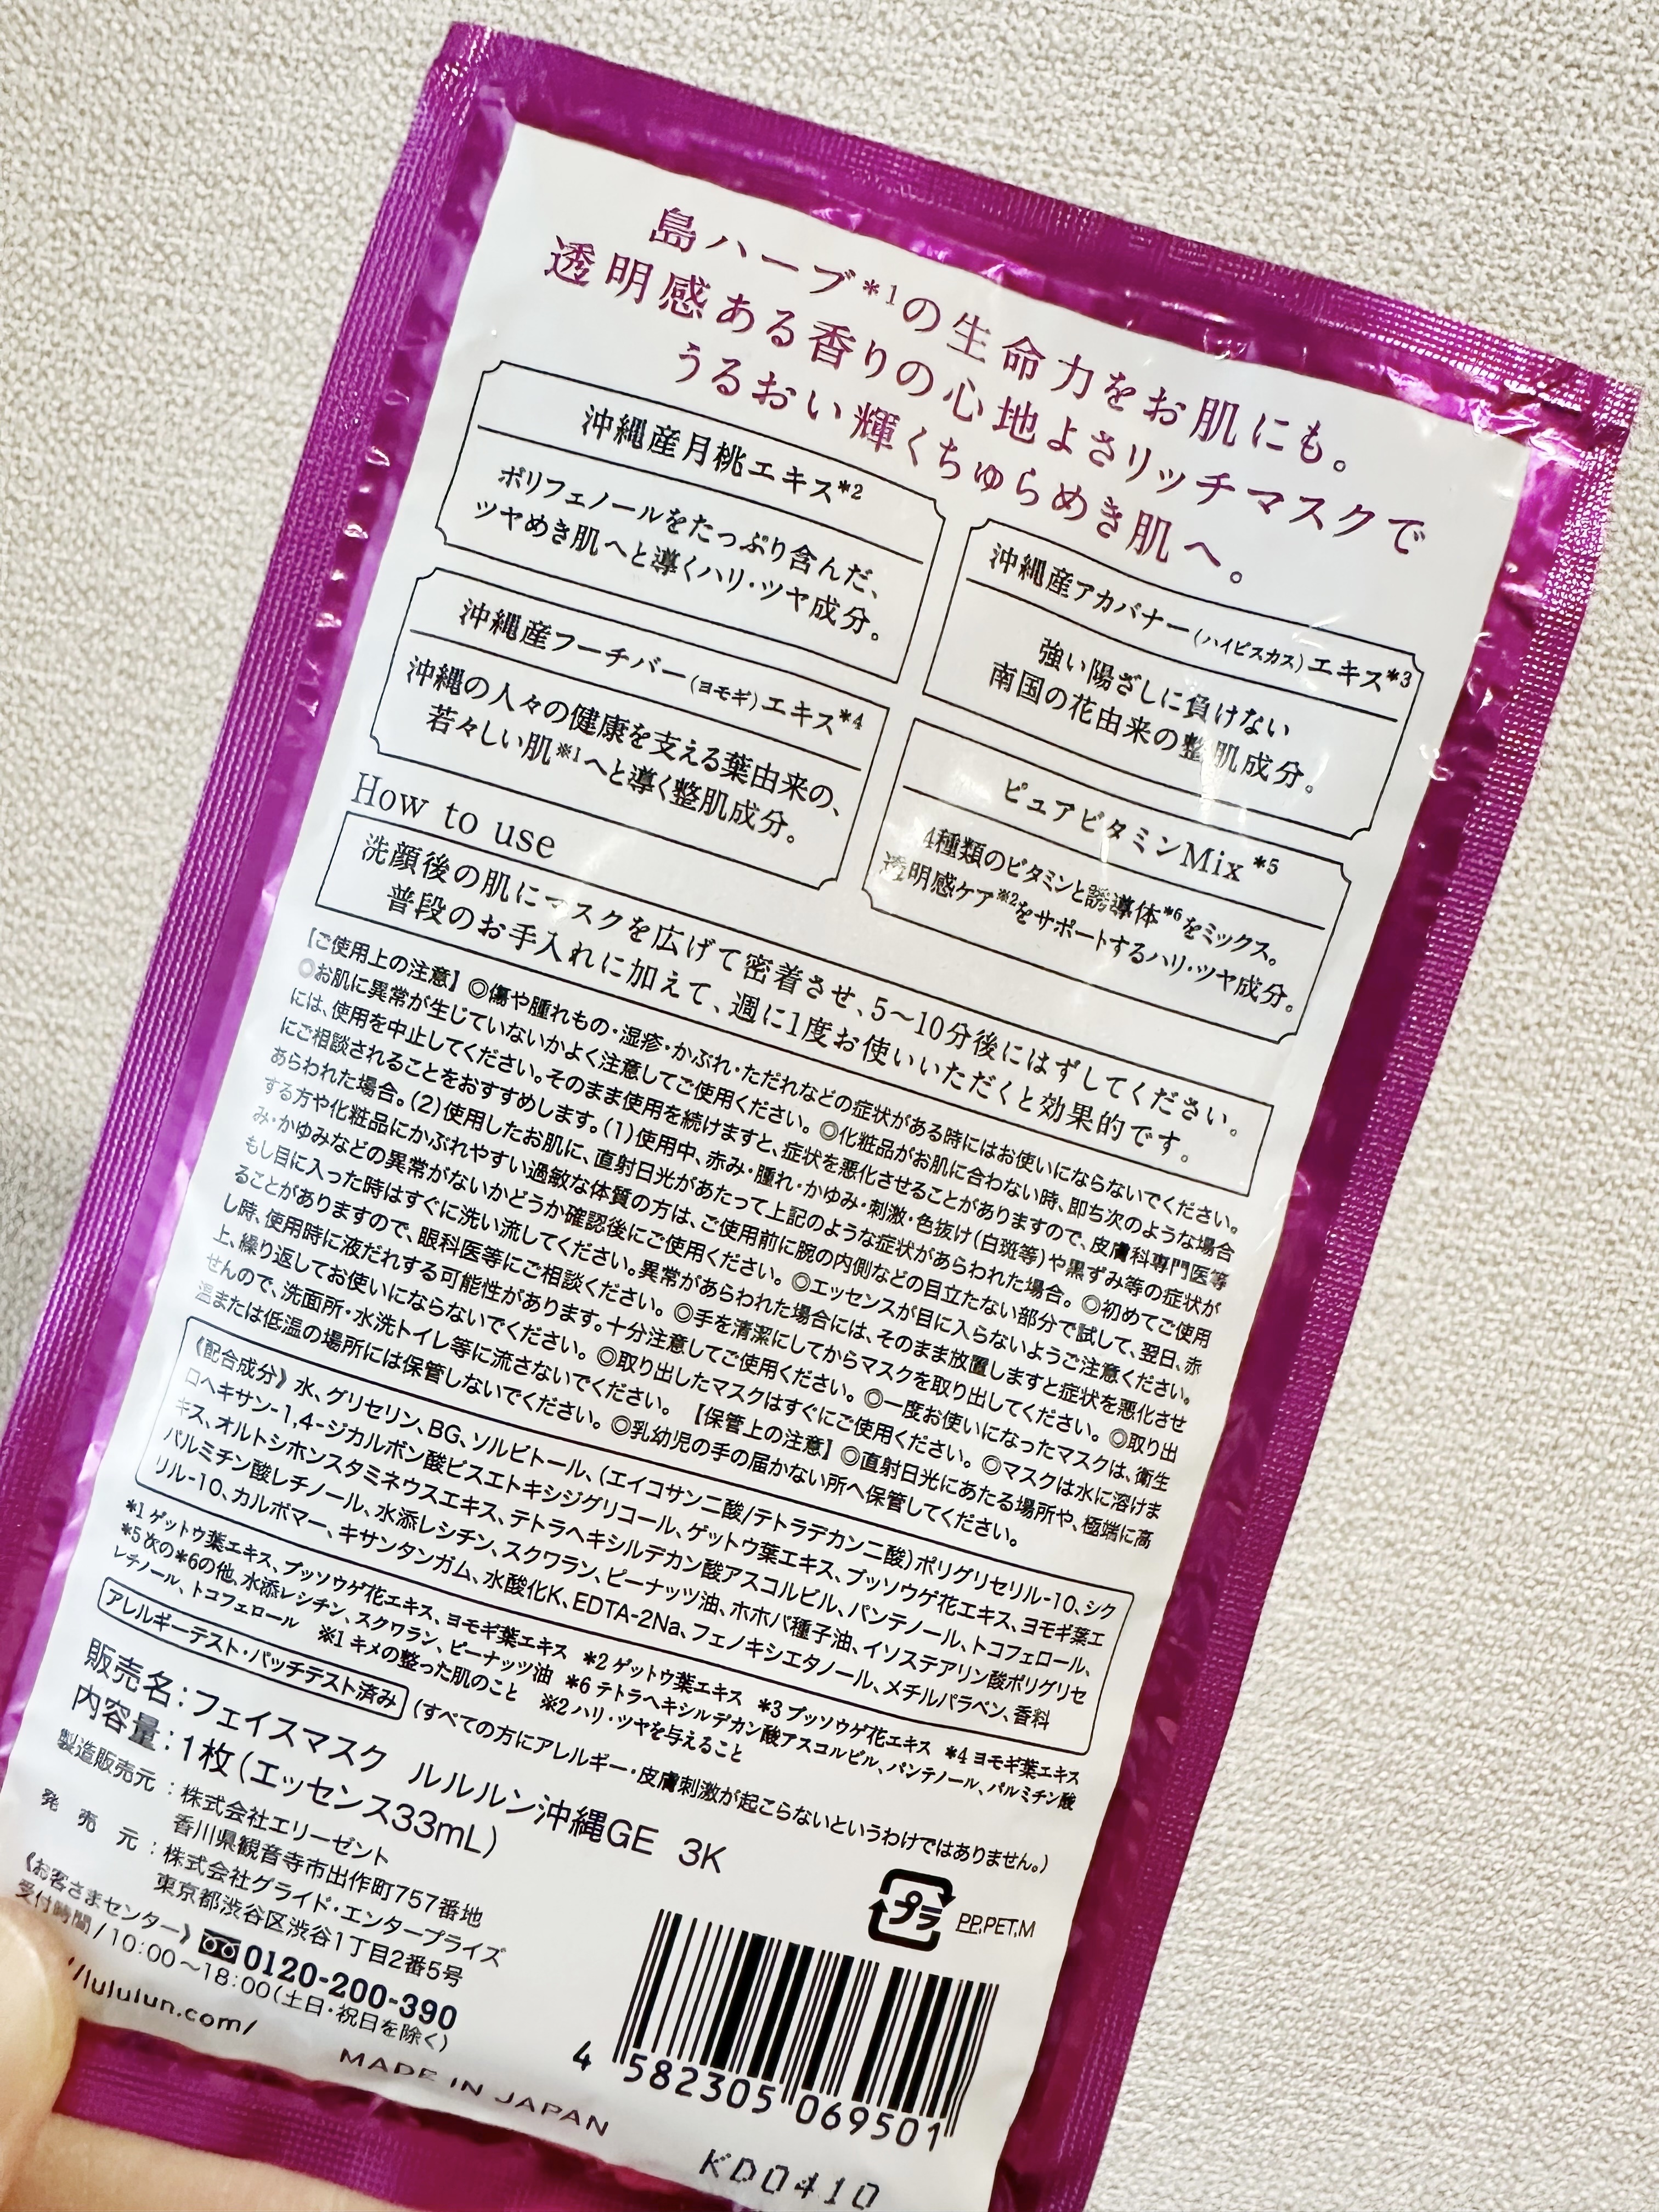 島ハーブ*1の生命力をお肌にも。
透明感ある香りの心地よさリッチマスクで
うるおい輝くちゅらめき肌へ。
沖縄産月桃エキス*2
ポリフェノールをたっぷり含んだ、
ツヤめき肌へと導くハリ・ツヤ成分。
沖縄産アカバナー(ハイビスカス)エキス*3
強い陽ざしに負けない
南国の花由来の整肌成分。
沖縄産フーチバー(ヨモギ)エキス*4
沖縄の人々の健康を支える葉由来の、
若々しい肌※1へと導く整肌成分。
ピュアビタミンMix*5
4種類のビタミンと誘導体*6をミックス。
透明感ケア※2をサポートするハリ・ツヤ成分。
How to use
洗顔後の肌にマスクを広げて密着させ、5〜10分後にはずしてください。
普段のお手入れに加えて、週に1度お使いいただくと効果的です。
【ご使用上の注意】◎傷や腫れもの・湿疹・かぶれ・ただれなどの症状がある時にはお使いにならないでください。
◎お肌に異常が生じていないかよく注意してご使用ください。◎化粧品がお肌に合わない時、即ち次のような場合
には、使用を中止してください。そのまま使用を続けますと、症状を悪化させることがありますので、皮膚科専門医等
にご相談されることをおすすめします。(1)使用中、赤み・腫れ・かゆみ・刺激・色抜け(白斑等)や黒ずみ等の症状が
あらわれた場合。(2)使用したお肌に、直射日光があたって上記のような症状があらわれた場合。◎初めてご使用
する方や化粧品にかぶれやすい過敏な体質の方は、ご使用前に腕の内側などの目立たない部分で試して、翌日、赤
み・かゆみなどの異常がないかどうか確認後にご使用ください。◎エッセンスが目に入らないようご注意ください。
もし目に入った時はすぐに洗い流してください。異常があらわれた場合には、そのまま放置しますと症状を悪化させ
ることがありますので、眼科医等にご相談ください。◎手を清潔にしてからマスクを取り出してください。◎取り出
し時、使用時に液だれする可能性があります。十分注意してご使用ください。◎一度お使いになったマスクは、衛生
上、繰り返してお使いにならないでください。◎取り出したマスクはすぐにご使用ください。◎マスクは水に溶けま
せんので、洗面所・水洗トイレ等に流さないでください。【保管上の注意】◎直射日光にあたる場所や、極端に高
温または低温の場所には保管しないでください。◎乳幼児の手の届かない所へ保管してください。
《配合成分》水、グリセリン、BG、ソルビトール、(エイコサン二酸/テトラデカン二酸)ポリグリセリル-10、シク
ロヘキサン-1,4-ジカルボン酸ビスエトキシジグリコール、ゲットウ葉エキス、ブッソウゲ花エキス、ヨモギ葉エ
キス、オルトシホンスタミネウスエキス、テトラヘキシルデカン酸アスコルビル、パンテノール、トコフェロール、
パルミチン酸レチノール、水添レシチン、スクワラン、ピーナッツ油、ホホバ種子油、イソステアリン酸ポリグリセ
リル-10、カルボマー、キサンタンガム、水酸化K、EDTA-2Na、フェノキシエタノール、メチルパラベン、香料
*1 ゲットウ葉エキス、ブッソウゲ花エキス、ヨモギ葉エキス *2 ゲットウ葉エキス *3 ブッソウゲ花エキス *4 ヨモギ葉エキス
*5 次の*6の他、水添レシチン、スクワラン、ピーナッツ油 *6 テトラヘキシルデカン酸アスコルビル、パンテノール、パルミチン酸
レチノール、トコフェロール ※1 キメの整った肌のこと ※2 ハリ・ツヤを与えること
アレルギーテスト・パッチテスト済み (すべての方にアレルギー・皮膚刺激が起こらないというわけではありません。)
販売名：フェイスマスク ルルルン沖縄GE 3K
内容量：1枚(エッセンス33mL)
製造販売元：株式会社エリーゼント
香川県観音寺市出作町757番地
発売元：株式会社グライド・エンタープライズ
東京都渋谷区渋谷1丁目2番5号
《お客さまセンター》0120-200-390
受付時間/10:00〜18:00(土日・祝日を除く)
//lululun.com/
MADE IN JAPAN
プラ PP,PET,M
4 582305 069501
KD0410